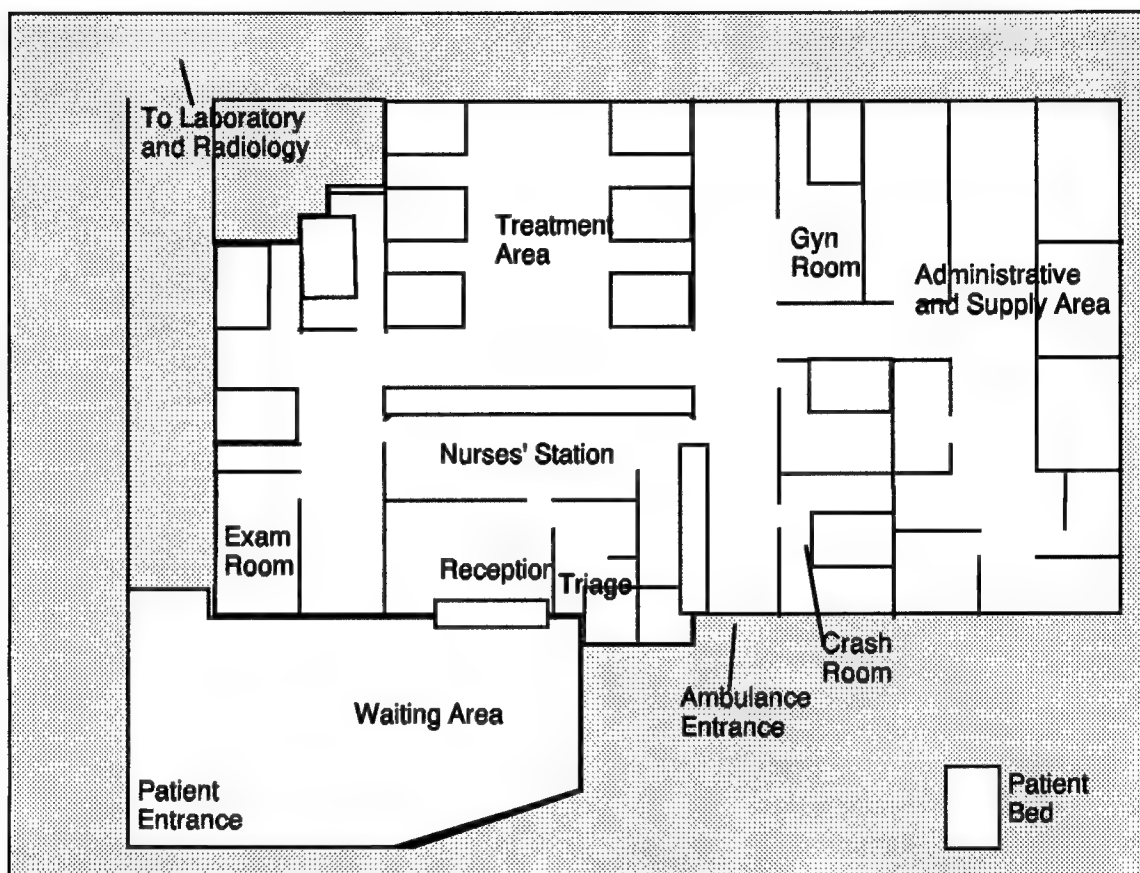 To Laboratory
and Radiology
Treatment
Area
Gyn
Room
Administrative
and Supply Area
Nurses' Station
Exam
Room
Reception
Triage
Crash
Room
Ambulance
Entrance
Waiting Area
Patient
Entrance
Patient
Bed